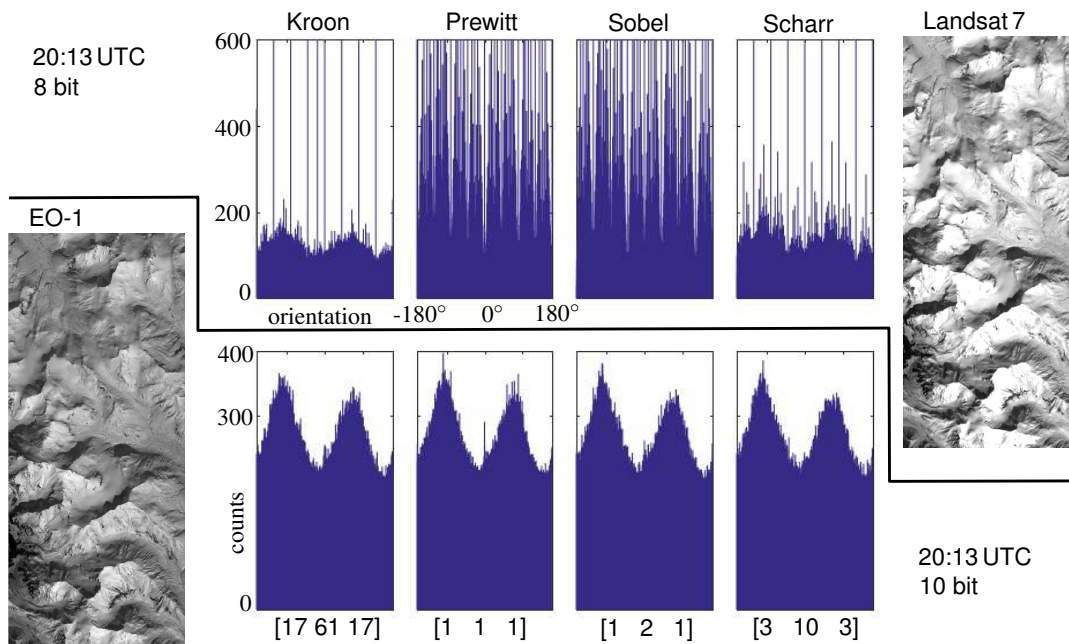 Kroon Prewitt Sobel Scharr Landsat 7
20:13 UTC
8 bit
600
400
200
0
EO-1
orientation -180° 0° 180°
400
300
0
counts
20:13 UTC
10 bit
[17 61 17] [1 1 1] [1 2 1] [3 10 3]